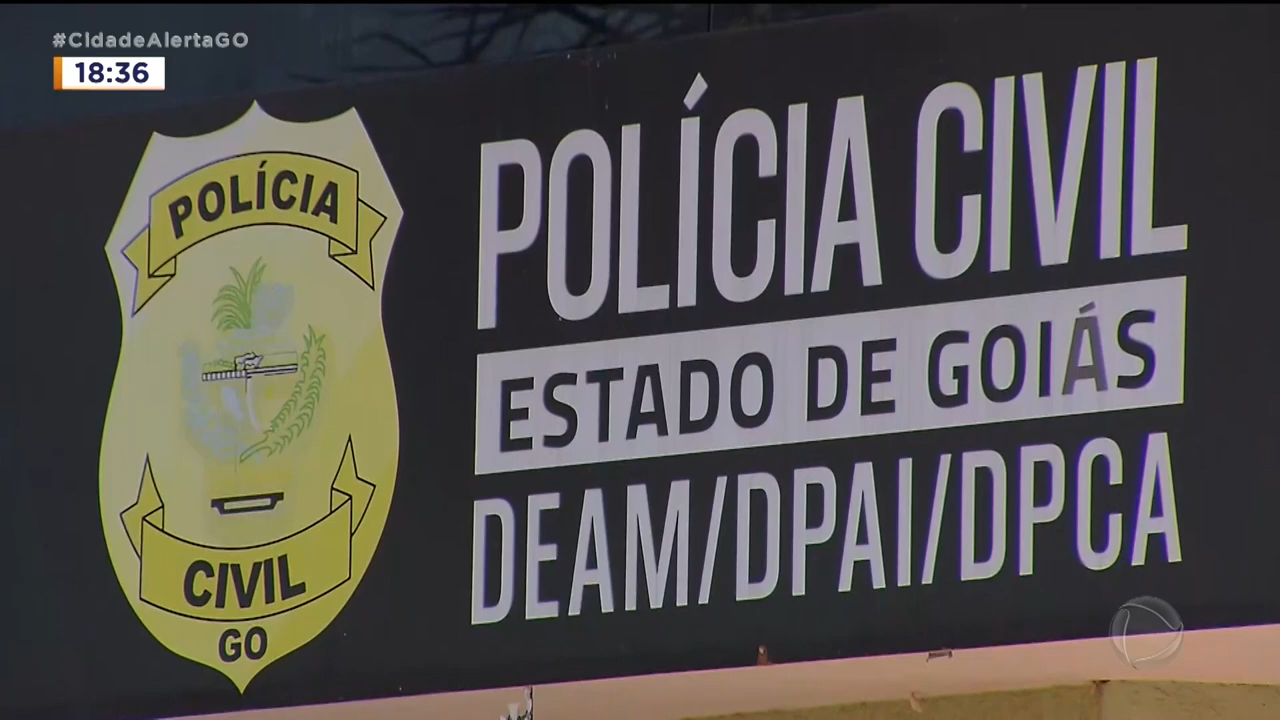 #CidadeAlertaGO
18:36
POLÍCIA
CIVIL
GO
POLÍCIA CIVIL
ESTADO DE GOIÁS
DEAM/DPAI/DPCA